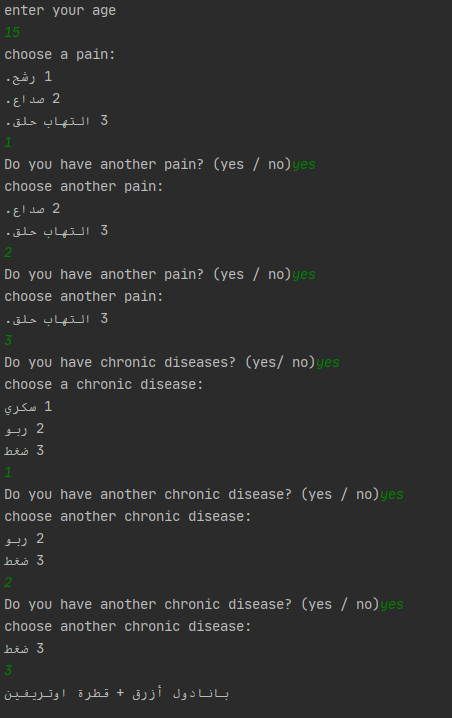 enter your age
15
choose a pain:
1 رشح.
2 صداع.
3 التهاب حلق.
1
Do you have another pain? (yes / no)yes
choose another pain:
2 صداع.
3 التهاب حلق.
2
Do you have another pain? (yes / no)yes
choose another pain:
3 التهاب حلق.
3
Do you have chronic diseases? (yes/ no)yes
choose a chronic disease:
1 سكري
2 ربو
3 ضغط
1
Do you have another chronic disease? (yes / no)yes
choose another chronic disease:
2 ربو
3 ضغط
2
Do you have another chronic disease? (yes / no)yes
choose another chronic disease:
3 ضغط
3
بانادول أزرق + قطرة اوتريفين